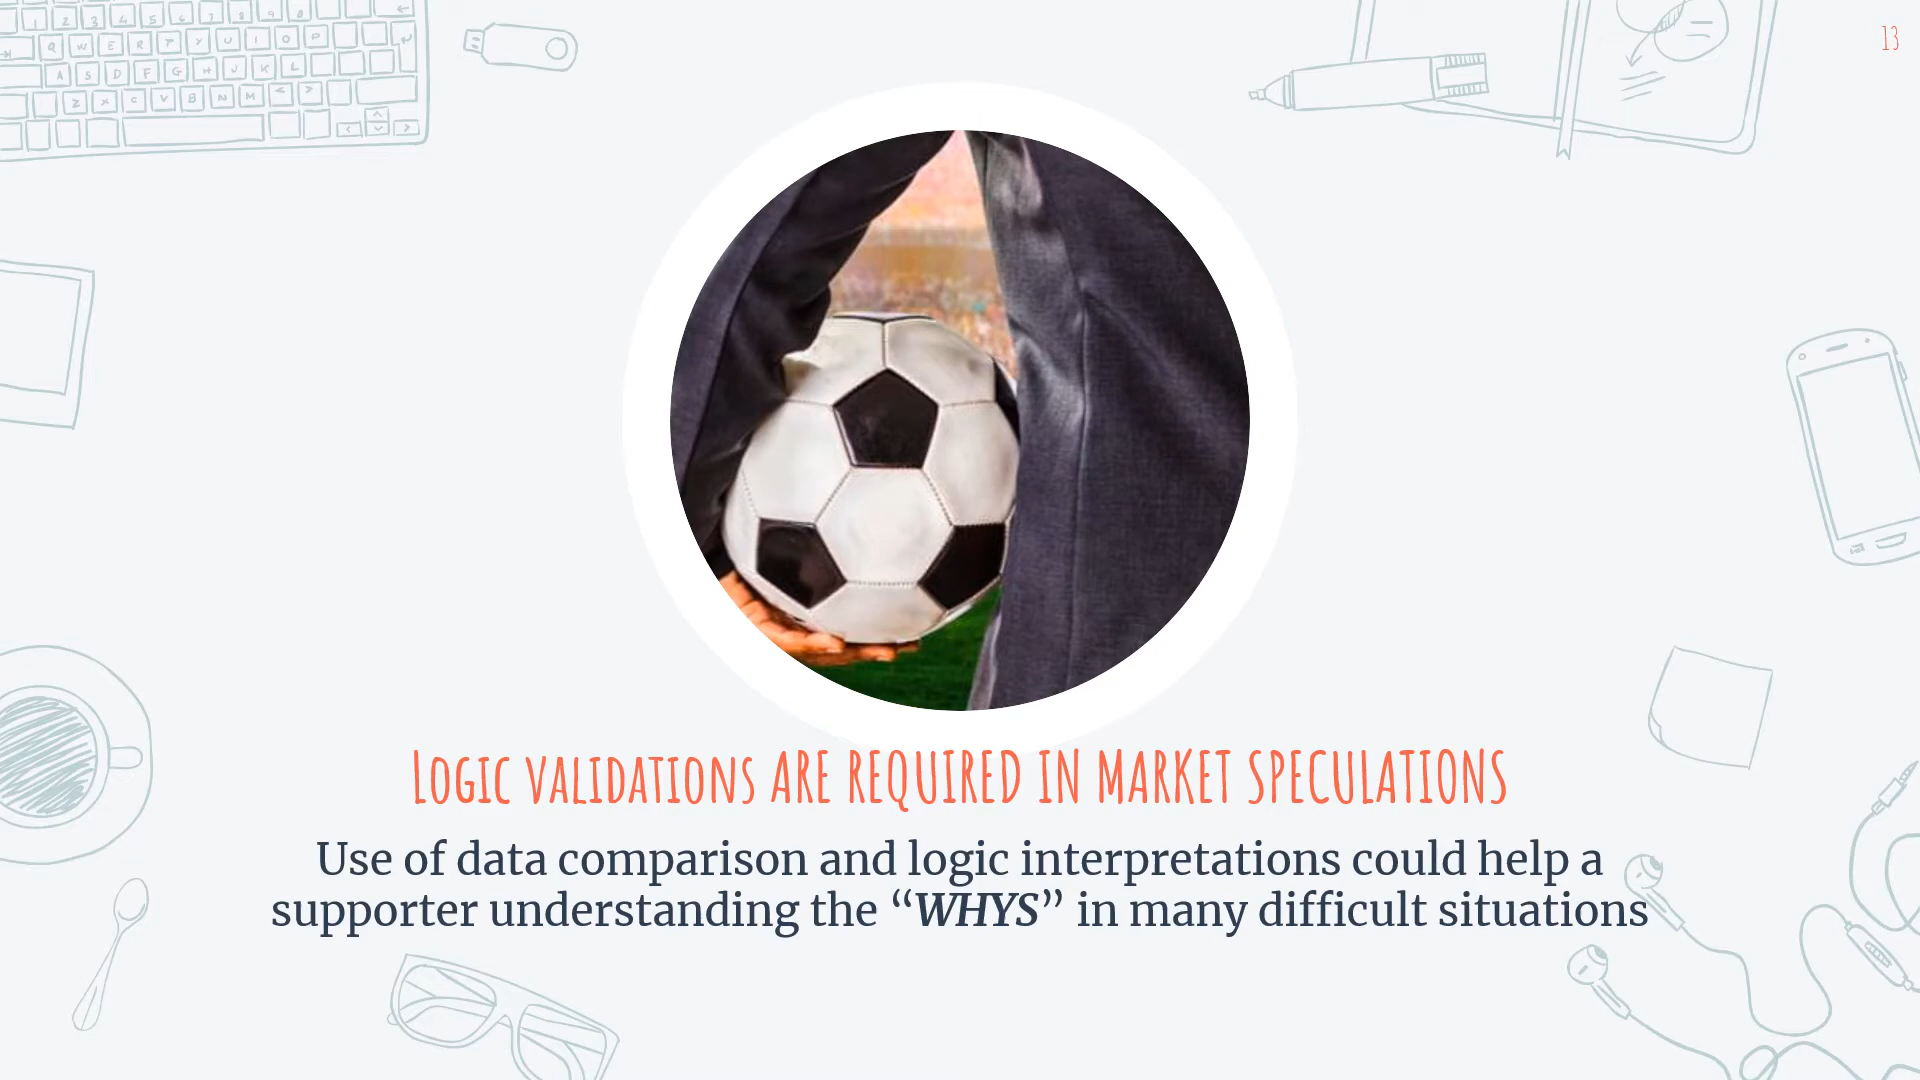 13
Logic validations ARE REQUIRED IN MARKET SPECULATIONS
Use of data comparison and logic interpretations could help a
supporter understanding the “WHYS” in many difficult situations